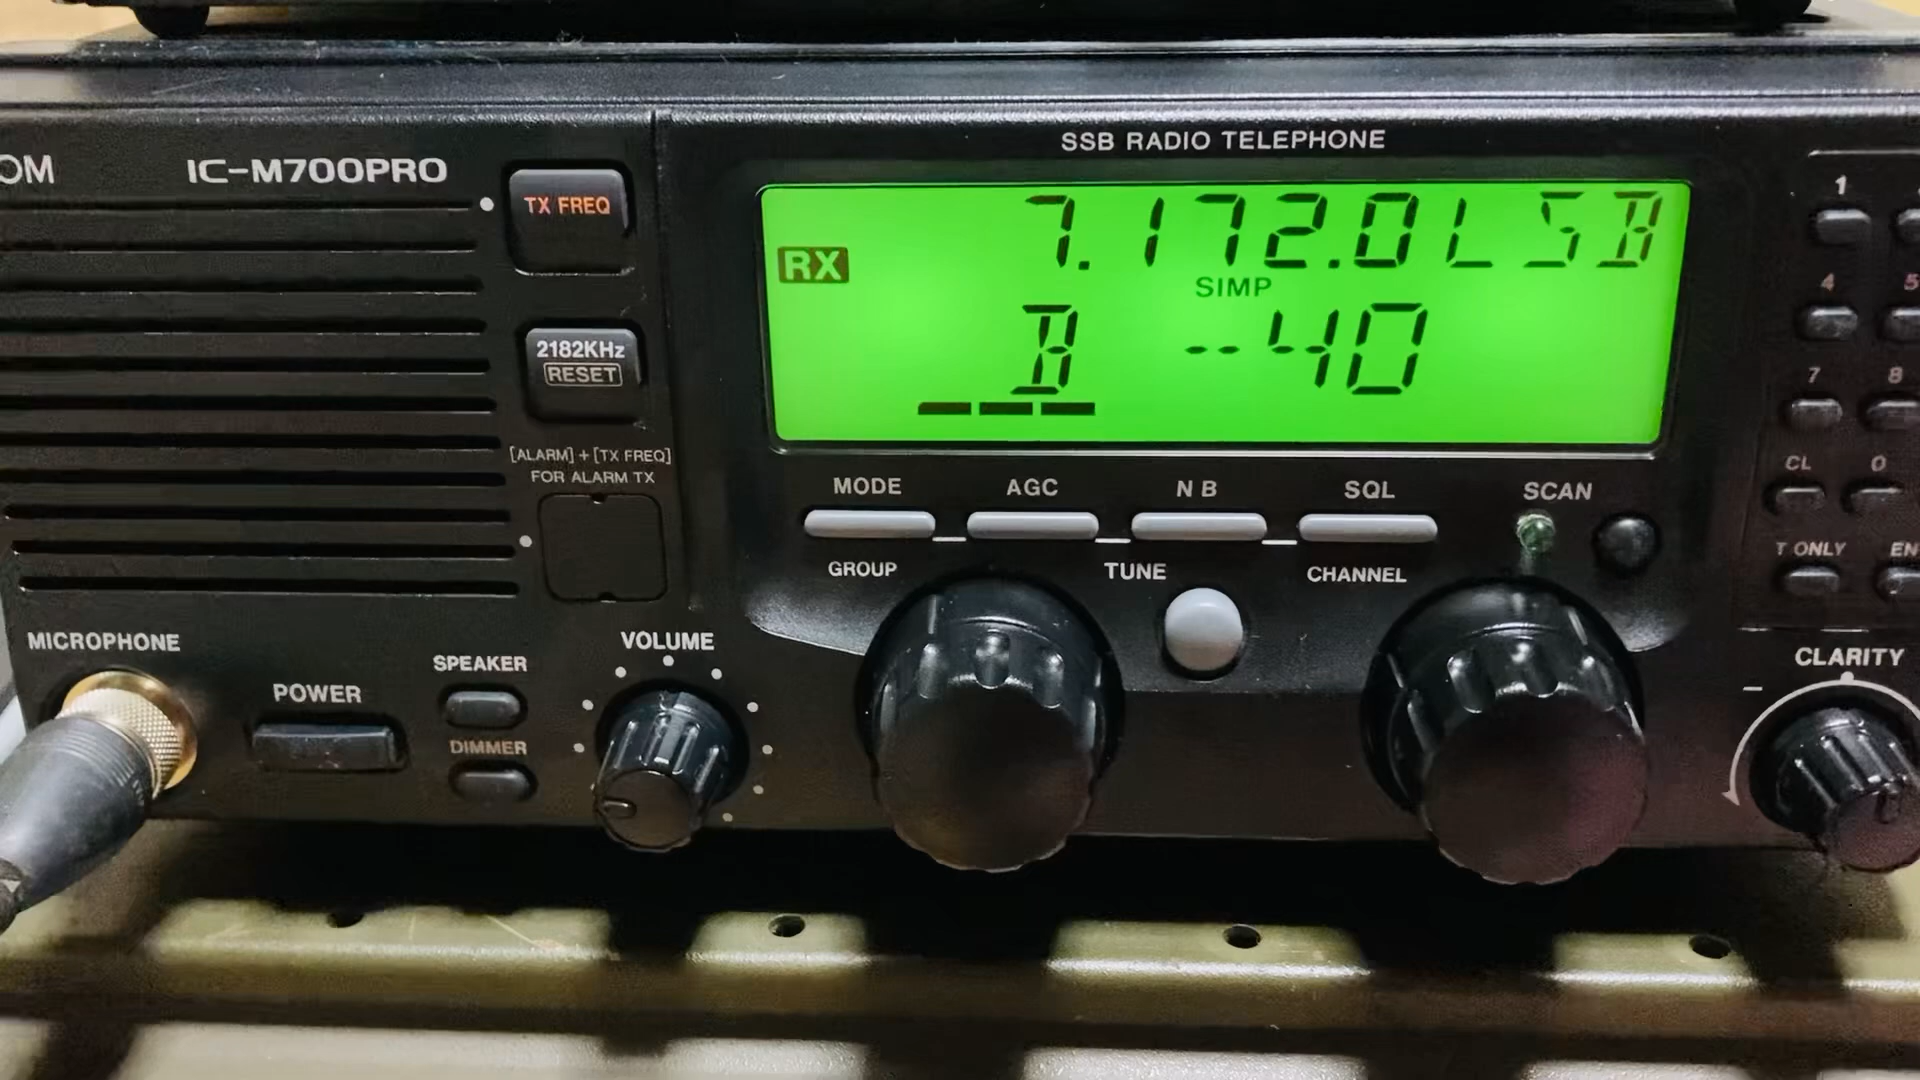 OM
IC-M700PRO
TX FREQ
2182KHz
RESET
[ALARM]+[TX FREQ]
FOR ALARM TX
SSB RADIO TELEPHONE
7.172.0LSB
RX
SIMP
B --40
MODE AGC NB SQL SCAN
GROUP TUNE CHANNEL
MICROPHONE
POWER
SPEAKER
DIMMER
VOLUME
1
4 5
7 8
CL 0
T ONLY EN
CLARITY
−